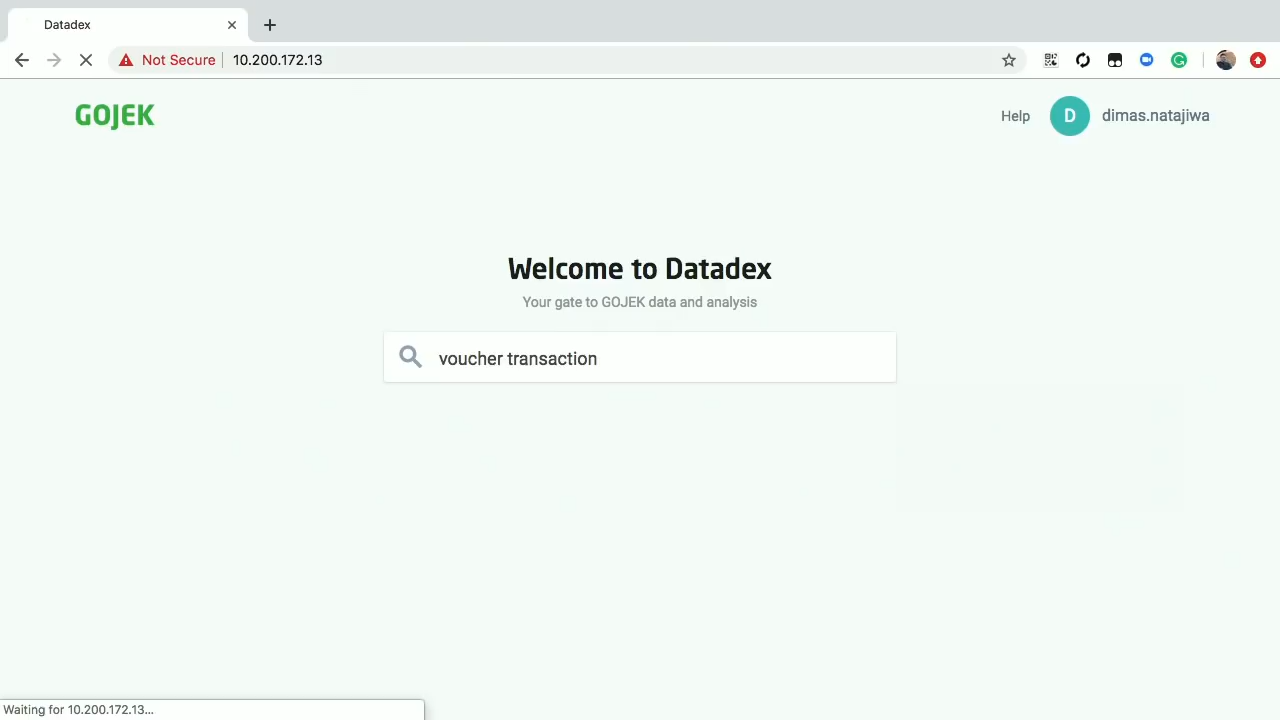 Datadex
Not Secure
10.200.172.13
GOJEK
Help
D
dimas.natajiwa
Welcome to Datadex
Your gate to GOJEK data and analysis
voucher transaction
Waiting for 10.200.172.13...